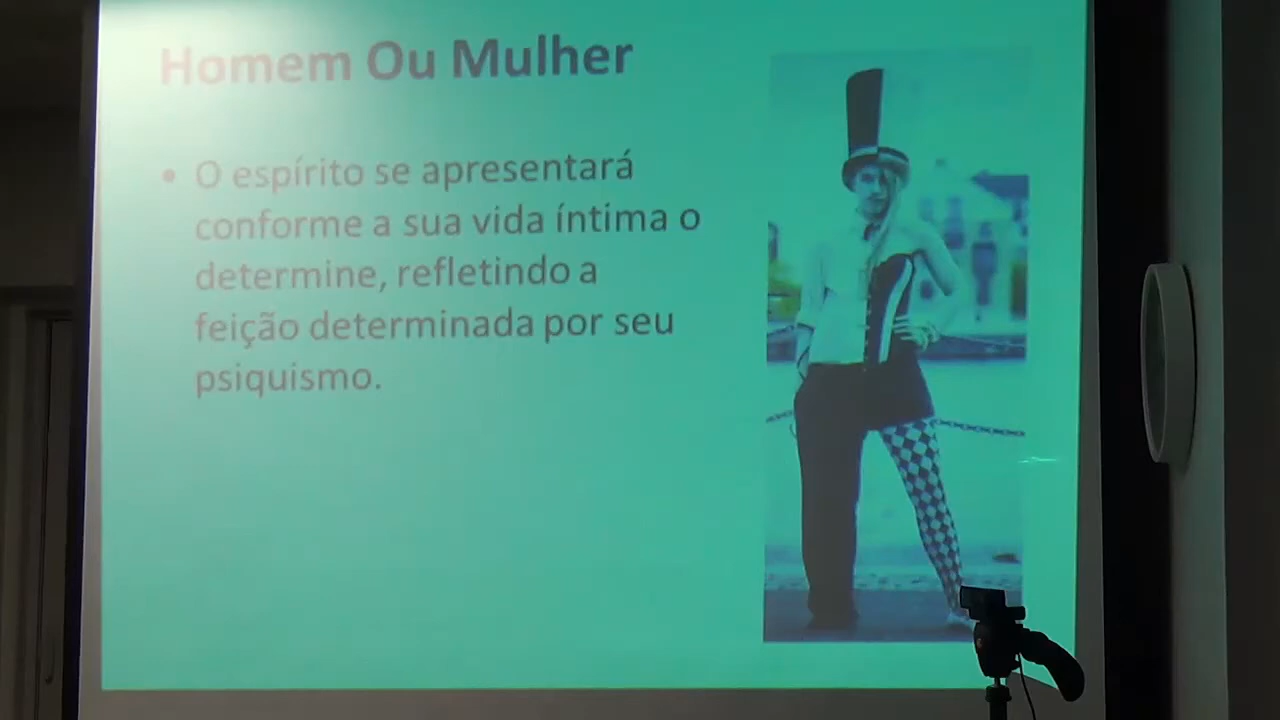 Homem Ou Mulher
• O espírito se apresentará
conforme a sua vida íntima o
determine, refletindo a
feição determinada por seu
psiquismo.